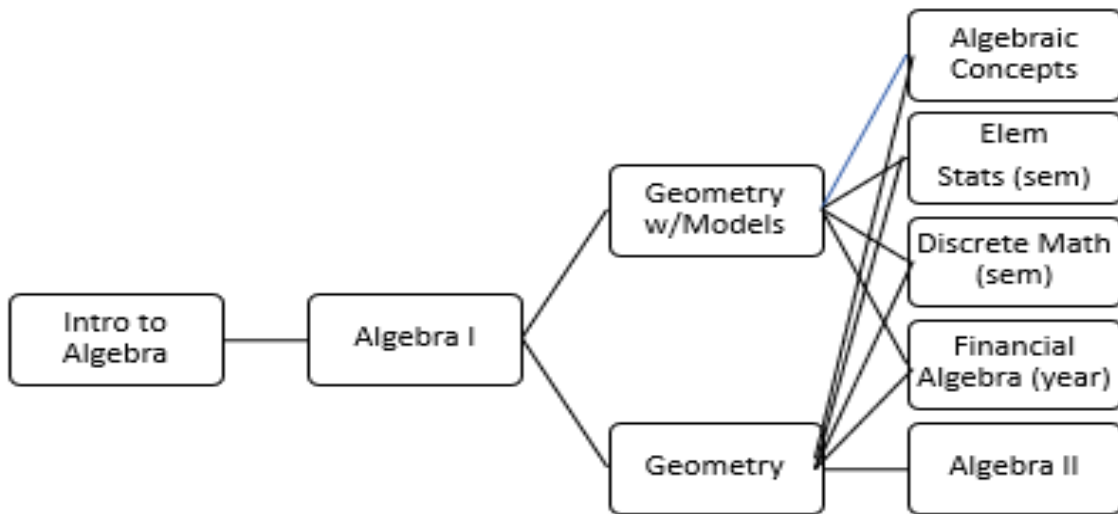 Intro to
Algebra
Algebra I
Geometry
w/Models
Geometry
Algebraic
Concepts
Elem
Stats (sem)
Discrete Math
(sem)
Financial
Algebra (year)
Algebra II